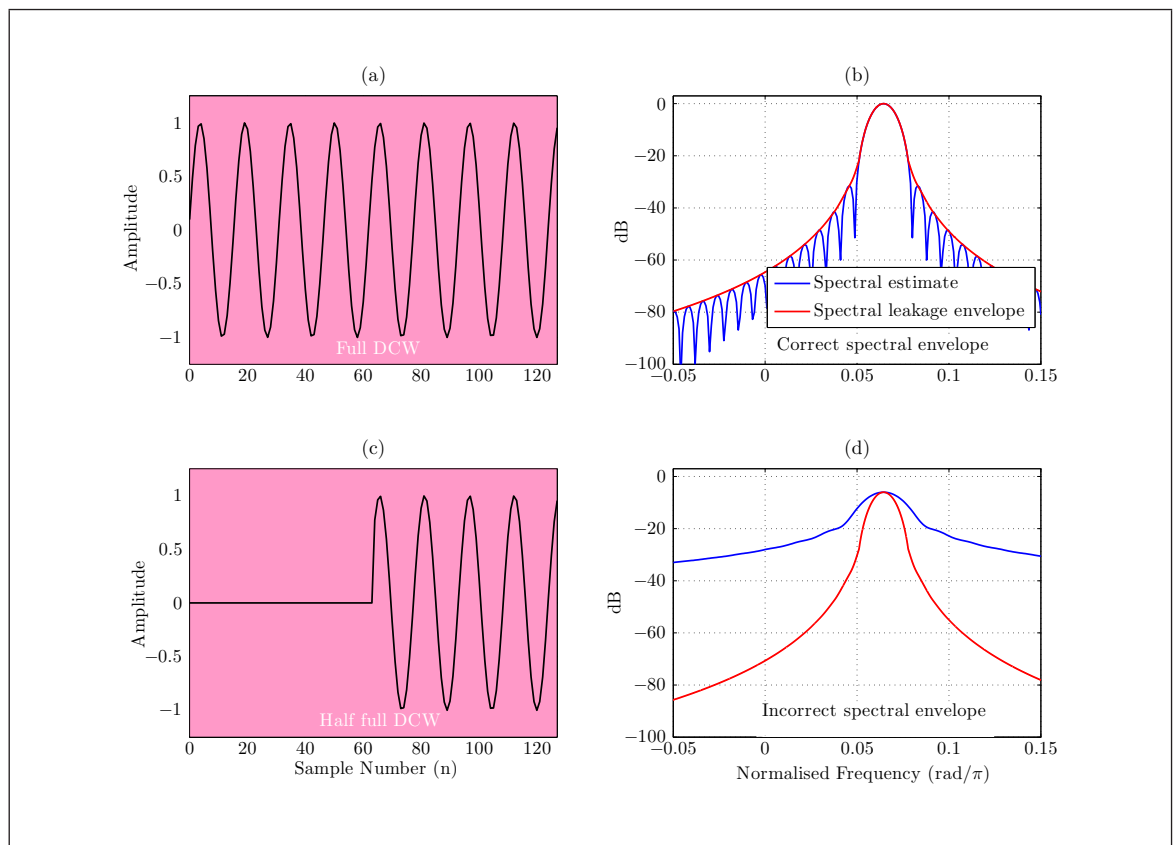 (a)
Amplitude
1
0.5
0
−0.5
−1
Full DCW
0 20 40 60 80 100 120
(b)
dB
0
−20
−40
−60
−80
−100
Spectral estimate
Spectral leakage envelope
Correct spectral envelope
−0.05 0 0.05 0.1 0.15
(c)
Amplitude
1
0.5
0
−0.5
−1
Half full DCW
0 20 40 60 80 100 120
Sample Number (n)
(d)
dB
0
−20
−40
−60
−80
−100
Incorrect spectral envelope
−0.05 0 0.05 0.1 0.15
Normalised Frequency (rad/π)